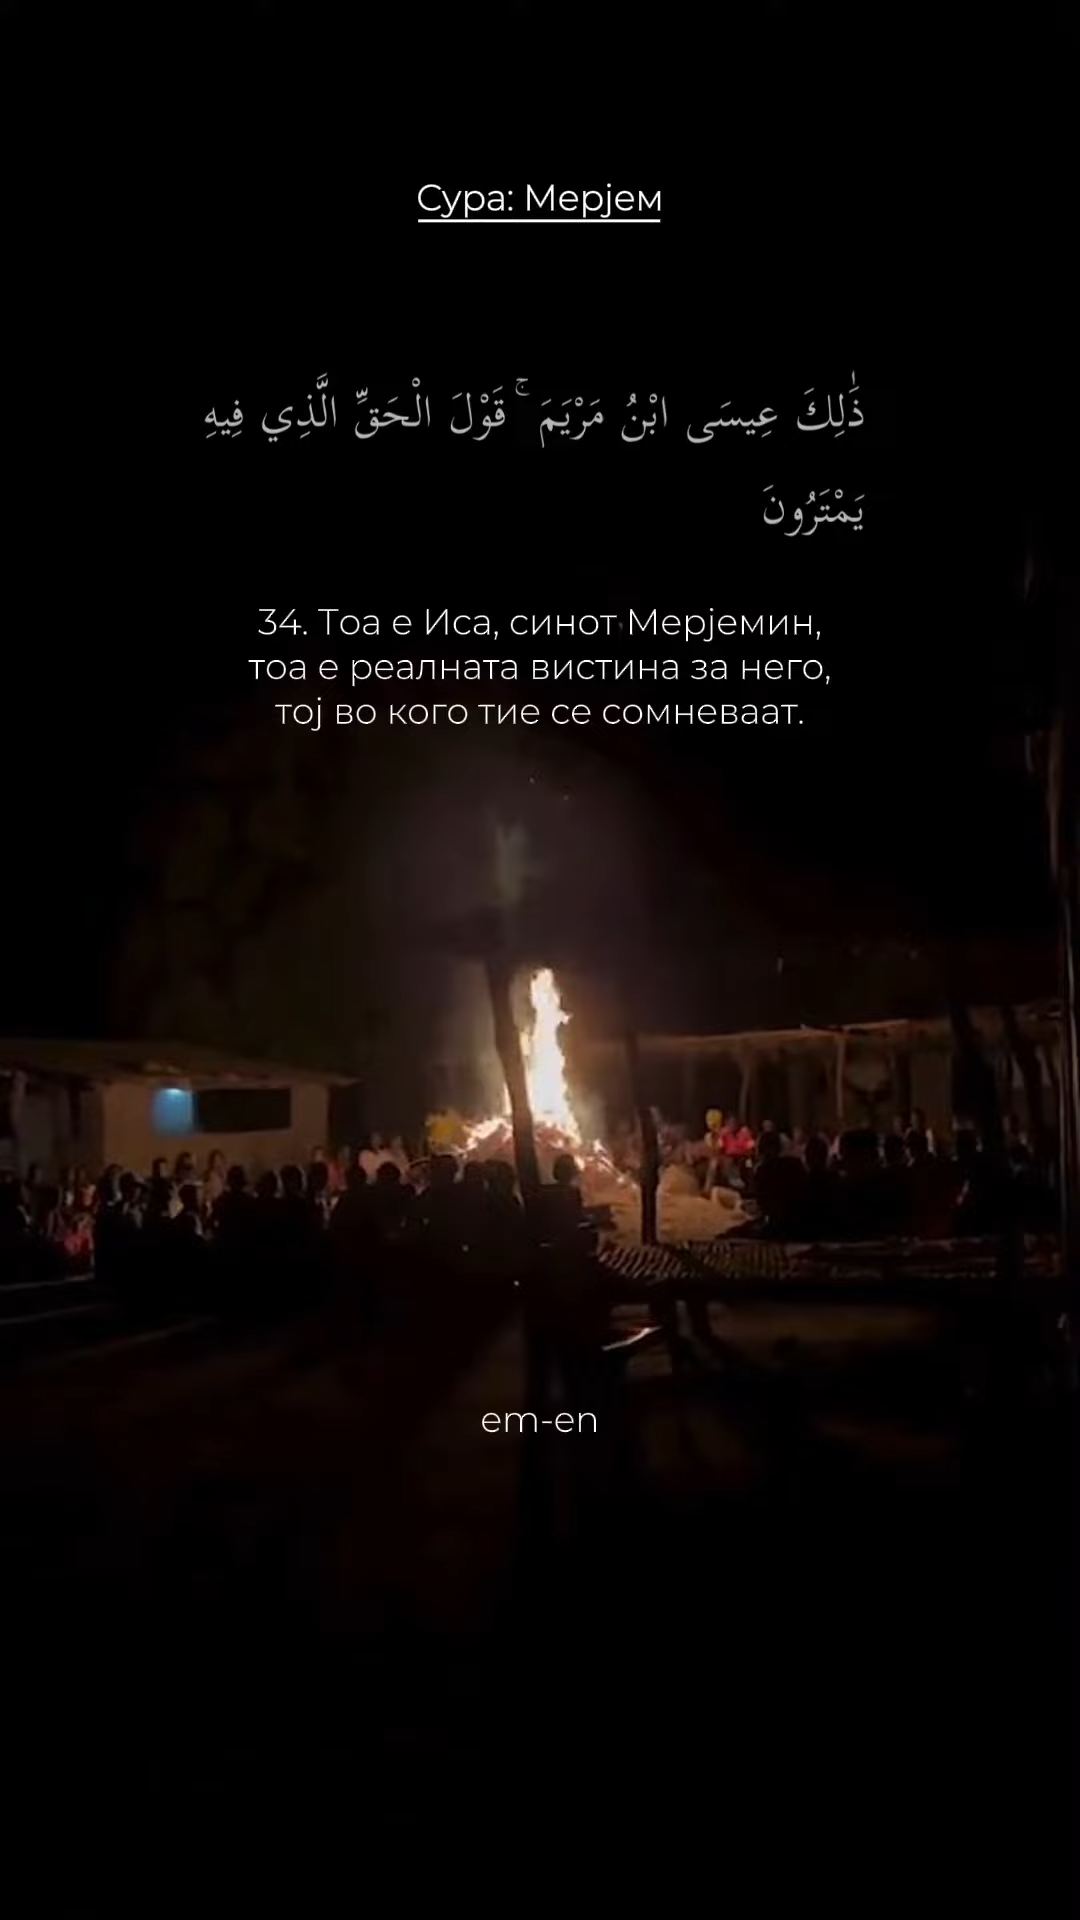 Сура: Мерјем
ذَٰلِكَ عِيسَى ابْنُ مَرْيَمَ ۚ قَوْلَ الْحَقِّ الَّذِي فِيهِ
يَمْتَرُونَ
34. Тоа е Иса, синот Мерјемин,
тоа е реалната вистина за него,
тој во кого тие се сомневаат.
em-en